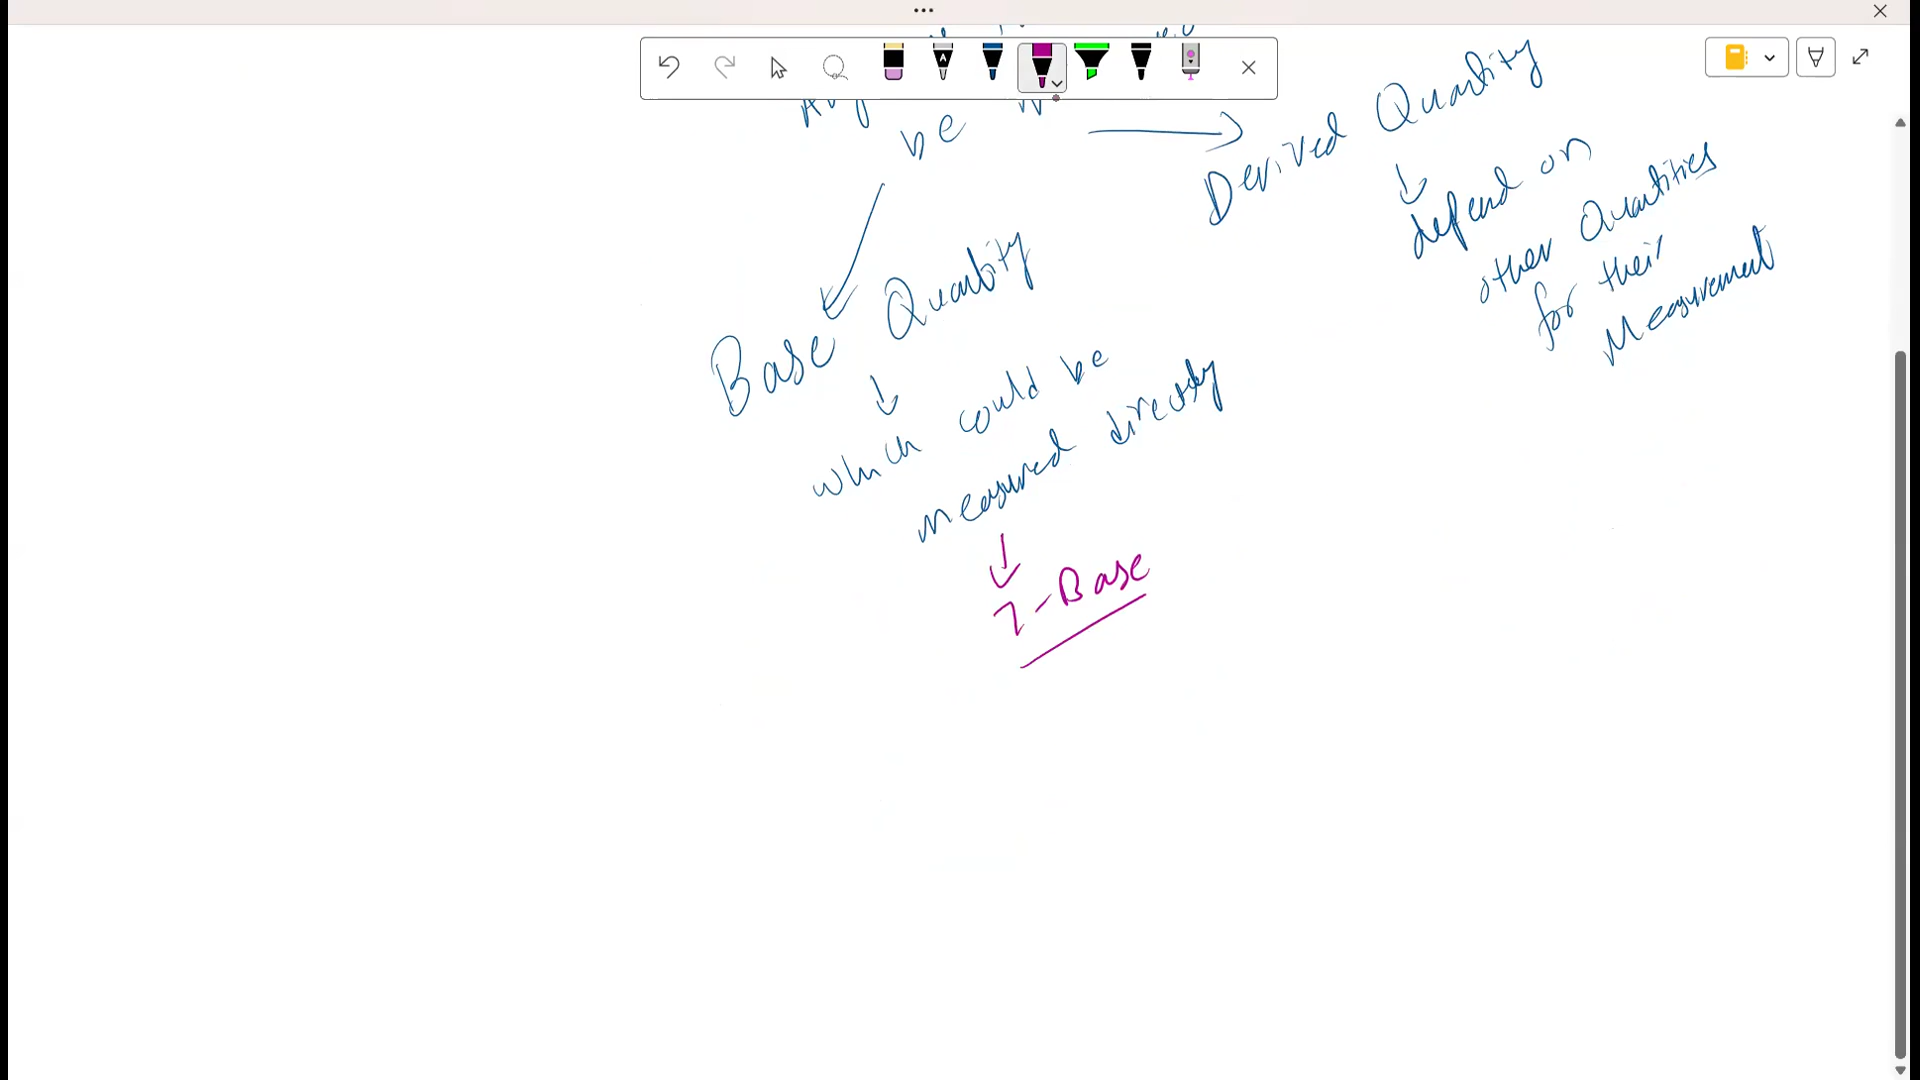 be
Derived Quantity
depend on
other Quantities
for their
Measurement
Base Quantity
which could be
measured directly
7-Base